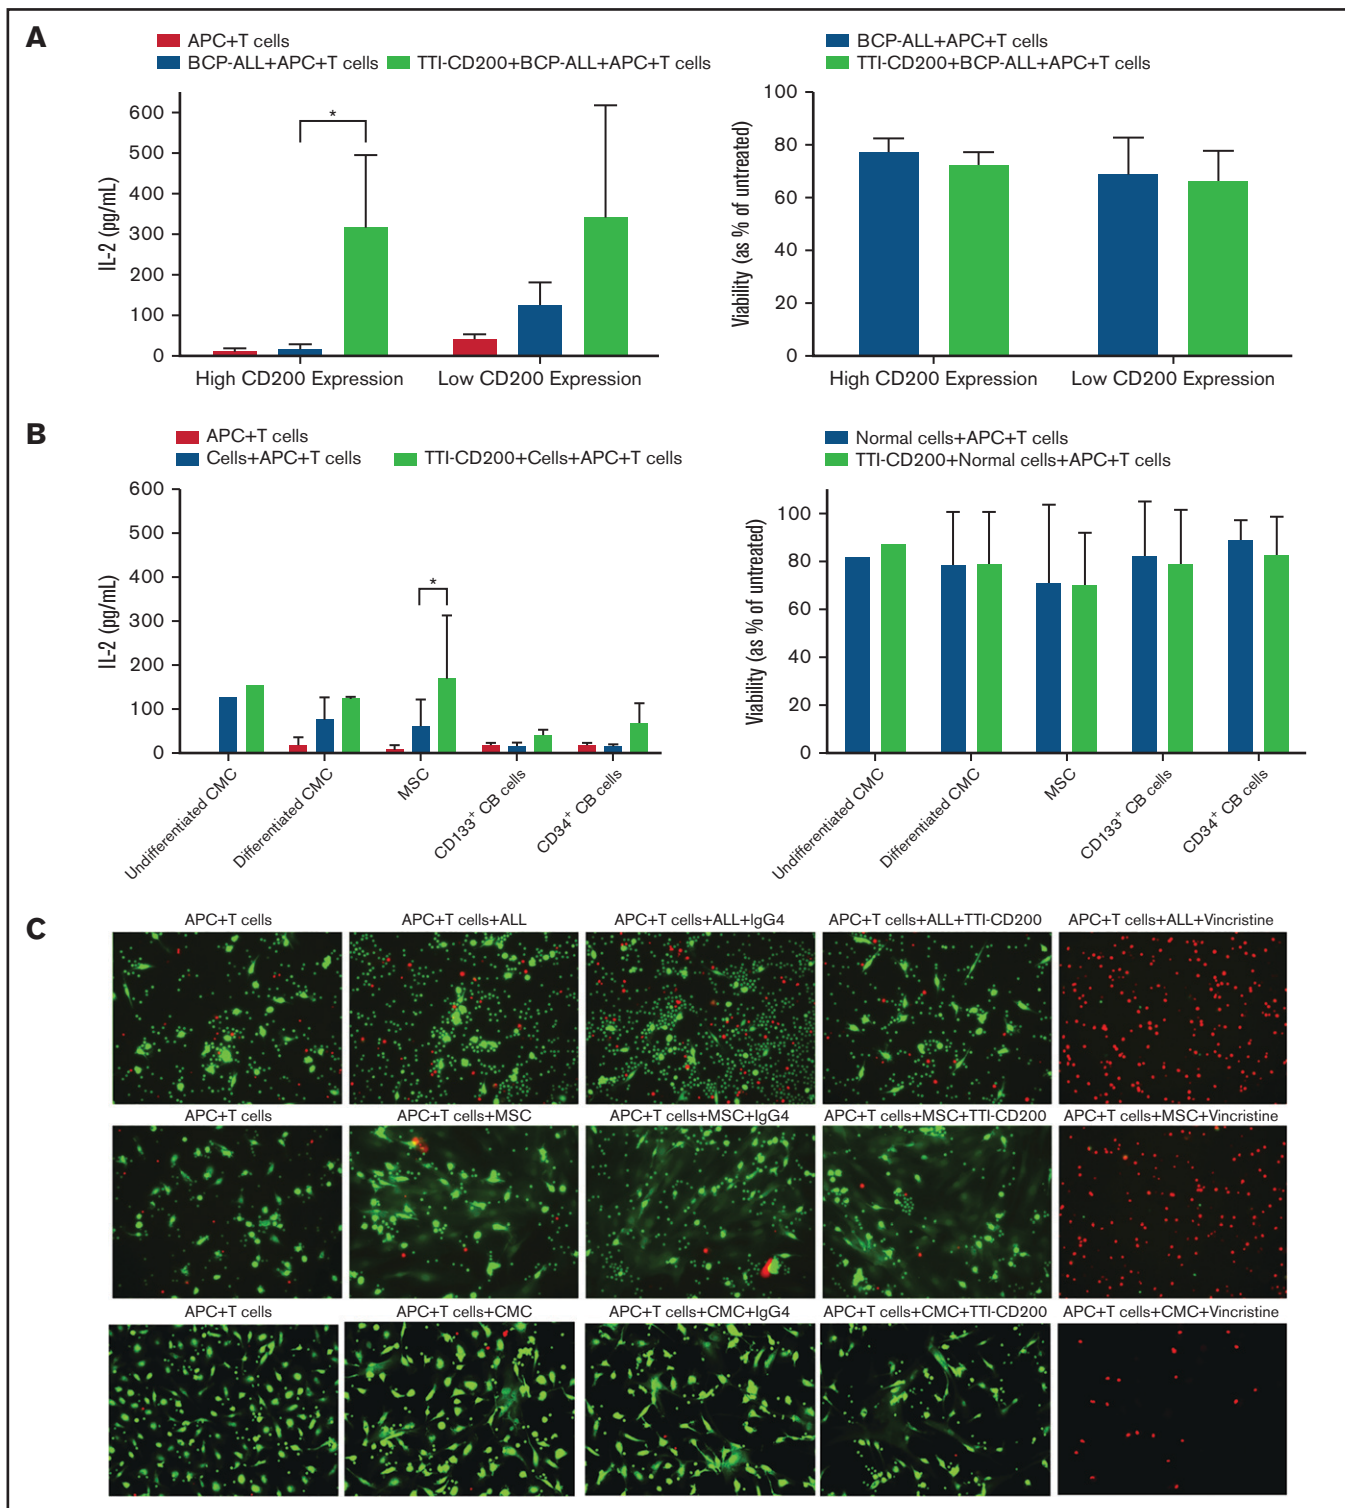 A
APC+T cells
BCP-ALL+APC+T cells
TTI-CD200+BCP-ALL+APC+T cells
IL-2 (pg/mL)
600
500
400
300
200
100
0
*
High CD200 Expression
Low CD200 Expression
BCP-ALL+APC+T cells
TTI-CD200+BCP-ALL+APC+T cells
Viability (as % of untreated)
100
80
60
40
20
0
High CD200 Expression
Low CD200 Expression
B
APC+T cells
Cells+APC+T cells
TTI-CD200+Cells+APC+T cells
IL-2 (pg/mL)
600
500
400
300
200
100
0
*
Undifferentiated CMC
Differentiated CMC
MSC
CD133+ CB cells
CD34+ CB cells
Normal cells+APC+T cells
TTI-CD200+Normal cells+APC+T cells
Viability (as % of untreated)
100
80
60
40
20
0
Undifferentiated CMC
Differentiated CMC
MSC
CD133+ CB cells
CD34+ CB cells
C
APC+T cells
APC+T cells+ALL
APC+T cells+ALL+IgG4
APC+T cells+ALL+TTI-CD200
APC+T cells+ALL+Vincristine
APC+T cells
APC+T cells+MSC
APC+T cells+MSC+IgG4
APC+T cells+MSC+TTI-CD200
APC+T cells+MSC+Vincristine
APC+T cells
APC+T cells+CMC
APC+T cells+CMC+IgG4
APC+T cells+CMC+TTI-CD200
APC+T cells+CMC+Vincristine